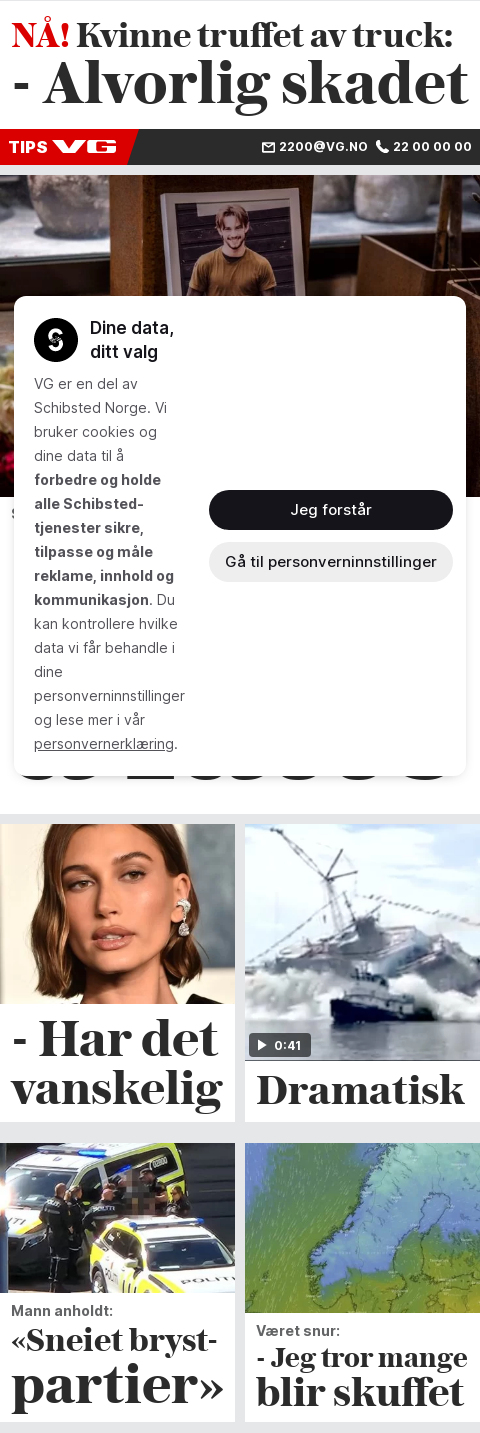 NÅ! Kvinne truffet av truck:
- Alvorlig skadet
TIPS VG
2200@VG.NO 22 00 00 00
Dine data,
ditt valg
VG er en del av
Schibsted Norge. Vi
bruker cookies og
dine data til å
forbedre og holde
alle Schibsted-
tjenester sikre,
tilpasse og måle
reklame, innhold og
kommunikasjon. Du
kan kontrollere hvilke
data vi får behandle i
dine
personverninnstillinger
og lese mer i vår
personvernerklæring.
Jeg forstår
Gå til personverninnstillinger
- Har det
vanskelig
0:41
Dramatisk
Mann anholdt:
«Sneiet bryst-
partier»
Været snur:
- Jeg tror mange
blir skuffet